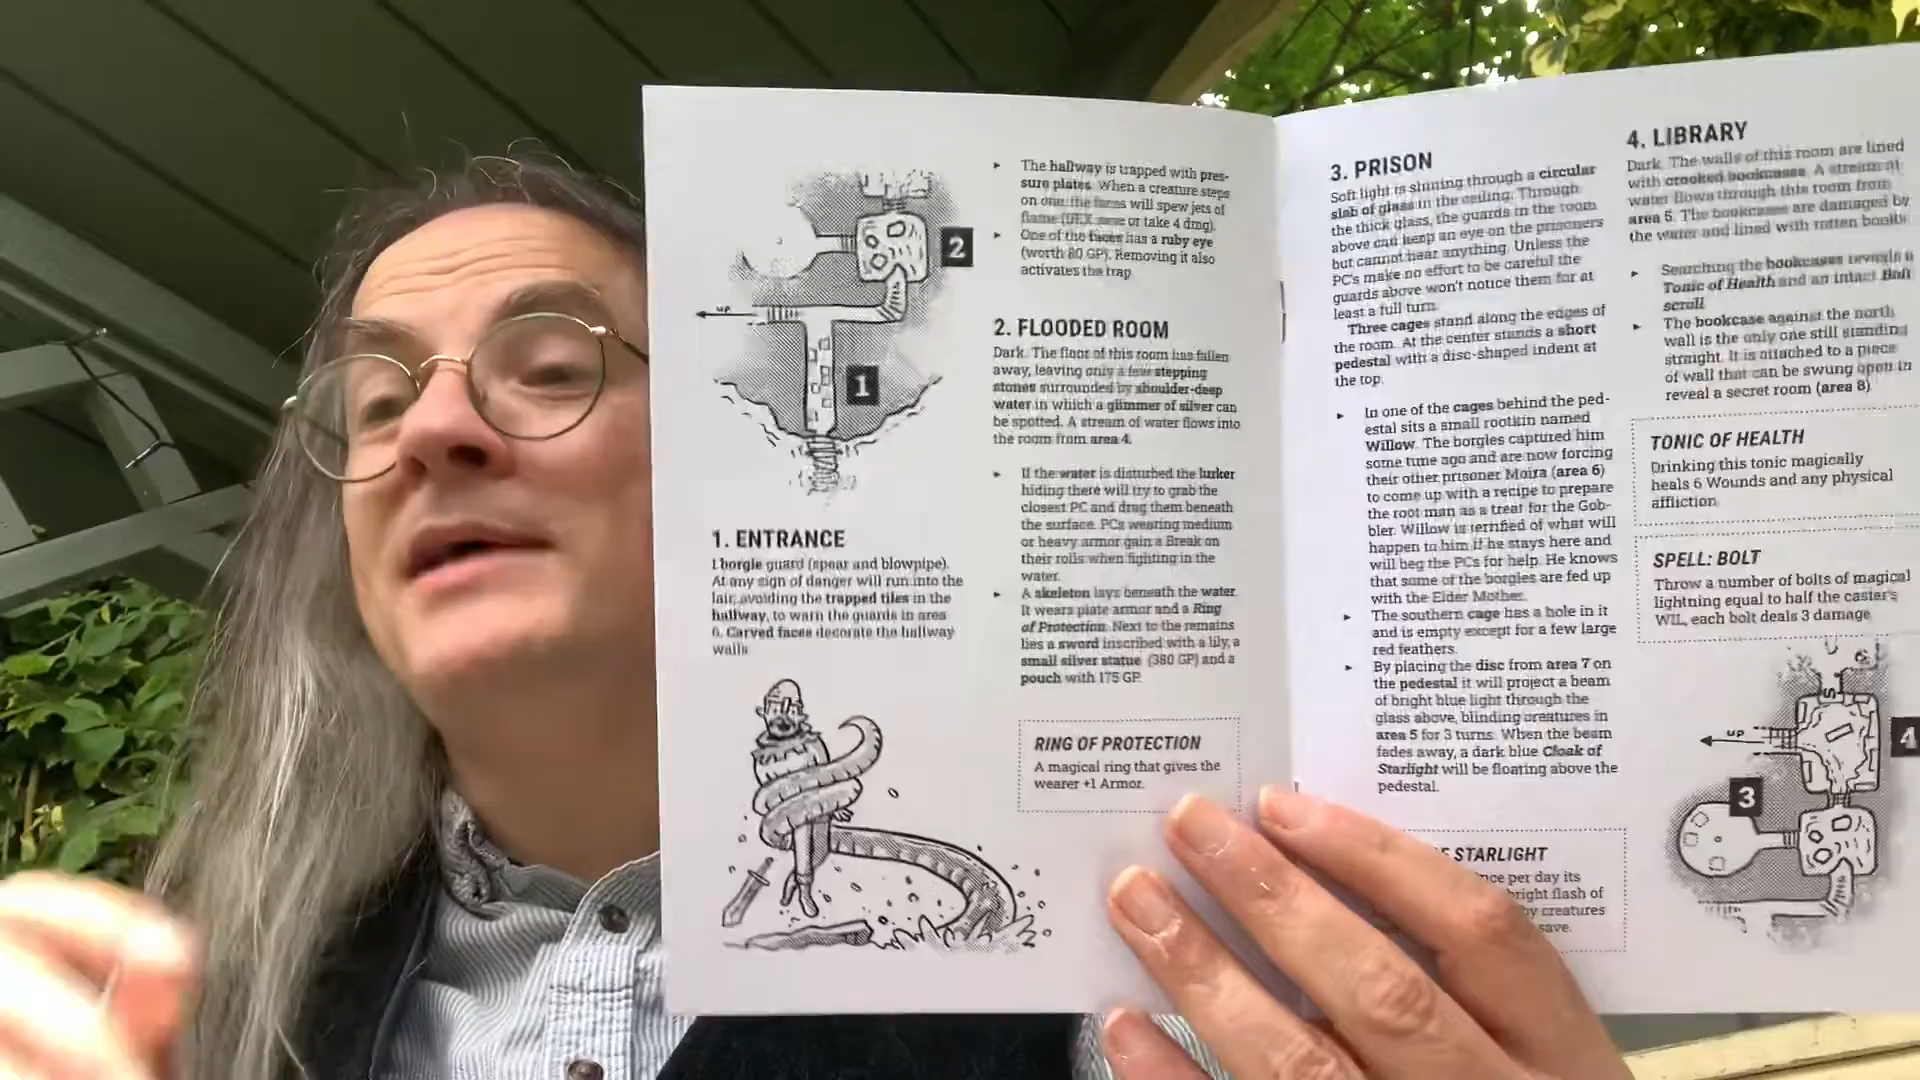 up
2
1
1. ENTRANCE
1 borgle guard (spear and blowpipe).
At any sign of danger will run into the
lair, avoiding the trapped tiles in the
hallway, to warn the guards in area
6. Carved faces decorate the hallway
walls
The hallway is trapped with pres-
sure plates. When a creature steps
on one, the faces will spew jets of
flame (DEX save or take 4 dmg).
One of the faces has a ruby eye
(worth 80 GP). Removing it also
activates the trap.
2. FLOODED ROOM
Dark. The floor of this room has fallen
away, leaving only a few stepping
stones surrounded by shoulder-deep
water in which a glimmer of silver can
be spotted. A stream of water flows into
the room from area 4.
If the water is disturbed the lurker
hiding there will try to grab the
closest PC and drag them beneath
the surface. PCs wearing medium
or heavy armor gain a Break on
their rolls when fighting in the
water.
A skeleton lays beneath the water.
It wears plate armor and a Ring
of Protection. Next to the remains
lies a sword inscribed with a lily, a
small silver statue (380 GP) and a
pouch with 175 GP.
RING OF PROTECTION
A magical ring that gives the
wearer +1 Armor.
3. PRISON
Soft light is shining through a circular
slab of glass in the ceiling. Through
the thick glass, the guards in the room
above can keep an eye on the prisoners
but cannot hear anything. Unless the
PC's make no effort to be careful the
guards above won't notice them for at
least a full turn.
Three cages stand along the edges of
the room. At the center stands a short
pedestal with a disc-shaped indent at
the top.
In one of the cages behind the ped-
estal sits a small rootkin named
Willow. The borgles captured him
some time ago and are now forcing
their other prisoner Moira (area 6)
to come up with a recipe to prepare
the root man as a treat for the Gob-
bler. Willow is terrified of what will
happen to him if he stays here and
will beg the PCs for help. He knows
that some of the borgles are fed up
with the Elder Mother.
The southern cage has a hole in it
and is empty except for a few large
red feathers.
By placing the disc from area 7 on
the pedestal it will project a beam
of bright blue light through the
glass above, blinding creatures in
area 5 for 3 turns. When the beam
fades away, a dark blue Cloak of
Starlight will be floating above the
pedestal.
STARLIGHT
per day its
bright flash of
by creatures
save.
4. LIBRARY
Dark. The walls of this room are lined
with crooked bookcases. A stream of
water flows through this room from
area 5. The bookcases are damaged by
the water and lined with rotten books.
Searching the bookcases reveals a
Tonic of Health and an intact Bolt
scroll.
The bookcase against the north
wall is the only one still standing
straight. It is attached to a piece
of wall that can be swung open to
reveal a secret room (area 8)
TONIC OF HEALTH
Drinking this tonic magically
heals 6 Wounds and any physical
affliction.
SPELL: BOLT
Throw a number of bolts of magical
lightning equal to half the caster's
WIL, each bolt deals 3 damage.
S
up
4
3